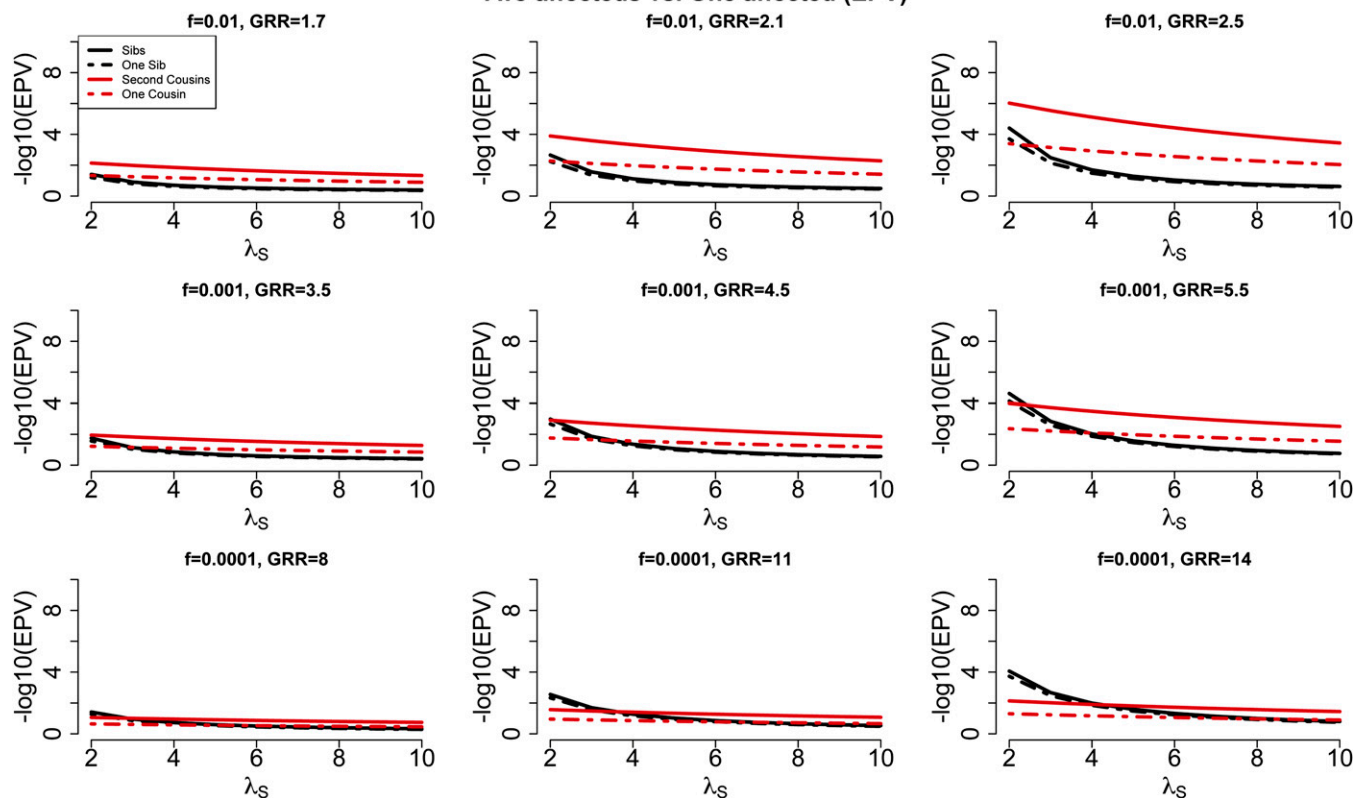 affecteds vs. One affected (EPV)
f=0.01, GRR=1.7
Sibs
One Sib
Second Cousins
One Cousin
-log10(EPV)
0 4 8
2 4 6 8 10
λS
f=0.01, GRR=2.1
-log10(EPV)
0 4 8
2 4 6 8 10
λS
f=0.01, GRR=2.5
-log10(EPV)
0 4 8
2 4 6 8 10
λS
f=0.001, GRR=3.5
-log10(EPV)
0 4 8
2 4 6 8 10
λS
f=0.001, GRR=4.5
-log10(EPV)
0 4 8
2 4 6 8 10
λS
f=0.001, GRR=5.5
-log10(EPV)
0 4 8
2 4 6 8 10
λS
f=0.0001, GRR=8
-log10(EPV)
0 4 8
2 4 6 8 10
λS
f=0.0001, GRR=11
-log10(EPV)
0 4 8
2 4 6 8 10
λS
f=0.0001, GRR=14
-log10(EPV)
0 4 8
2 4 6 8 10
λS